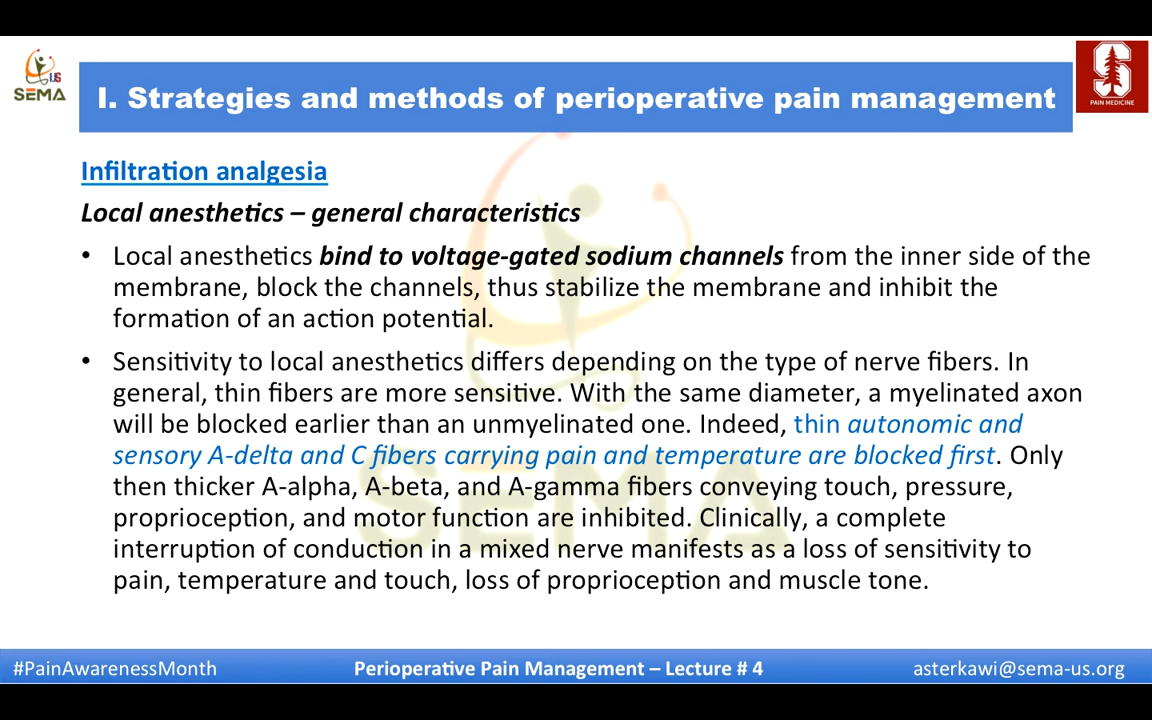 US
SEMA
I. Strategies and methods of perioperative pain management
PAIN MEDICINE
Infiltration analgesia
Local anesthetics – general characteristics
• Local anesthetics bind to voltage-gated sodium channels from the inner side of the
membrane, block the channels, thus stabilize the membrane and inhibit the
formation of an action potential.
• Sensitivity to local anesthetics differs depending on the type of nerve fibers. In
general, thin fibers are more sensitive. With the same diameter, a myelinated axon
will be blocked earlier than an unmyelinated one. Indeed, thin autonomic and
sensory A-delta and C fibers carrying pain and temperature are blocked first. Only
then thicker A-alpha, A-beta, and A-gamma fibers conveying touch, pressure,
proprioception, and motor function are inhibited. Clinically, a complete
interruption of conduction in a mixed nerve manifests as a loss of sensitivity to
pain, temperature and touch, loss of proprioception and muscle tone.
SEMA
#PainAwarenessMonth
Perioperative Pain Management – Lecture # 4
asterkawi@sema-us.org